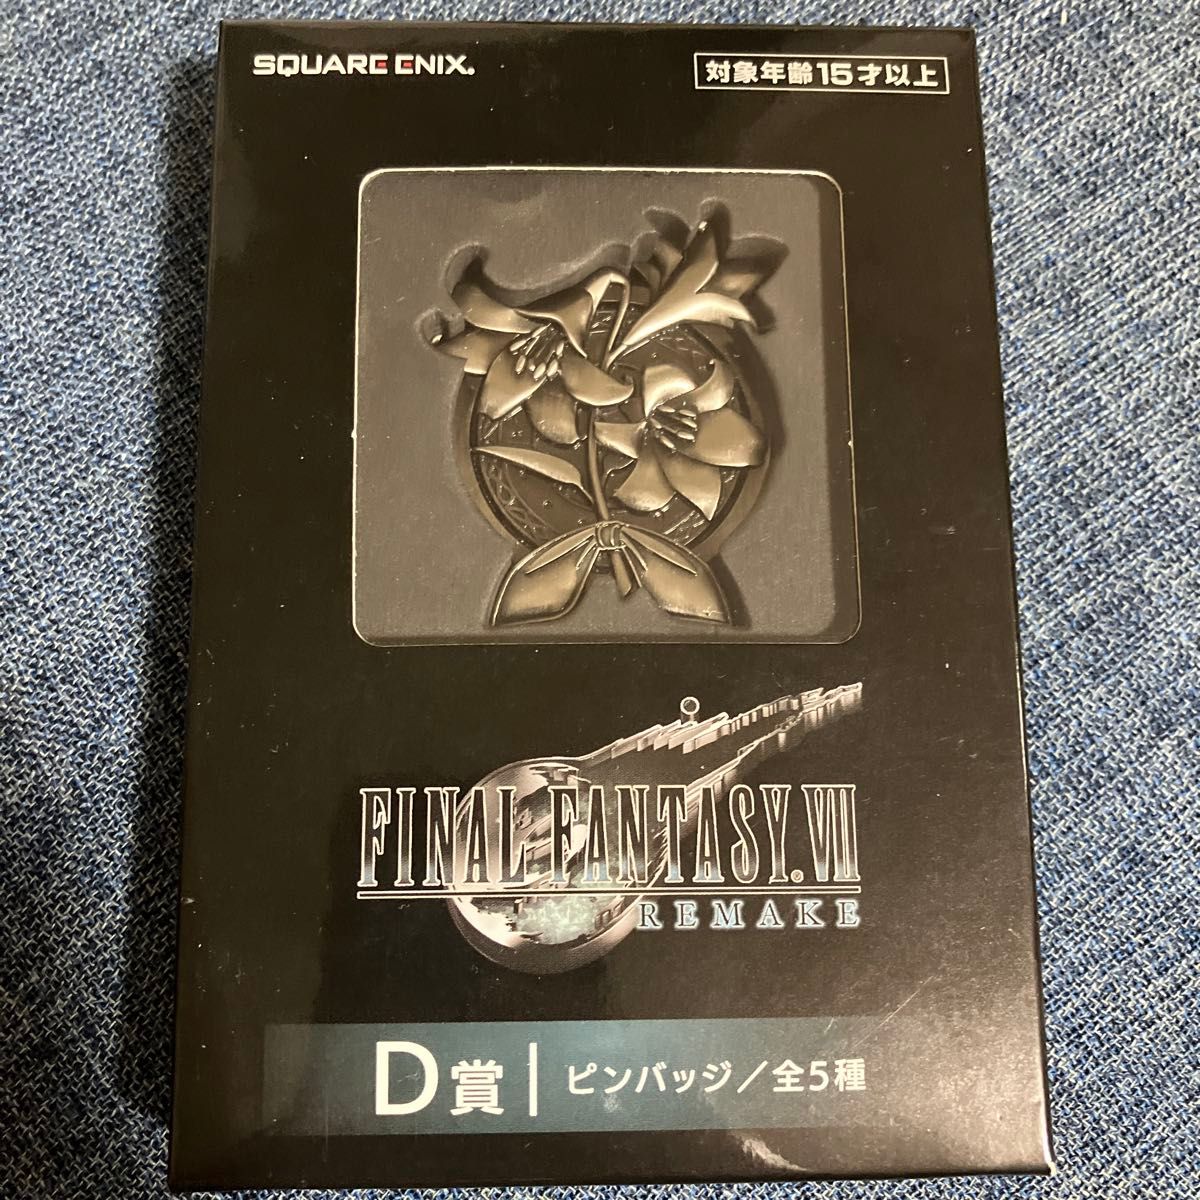 SQUARE ENIX®
対象年齢15才以上
FINAL FANTASY® VII
REMAKE
D賞 | ピンバッジ/全5種